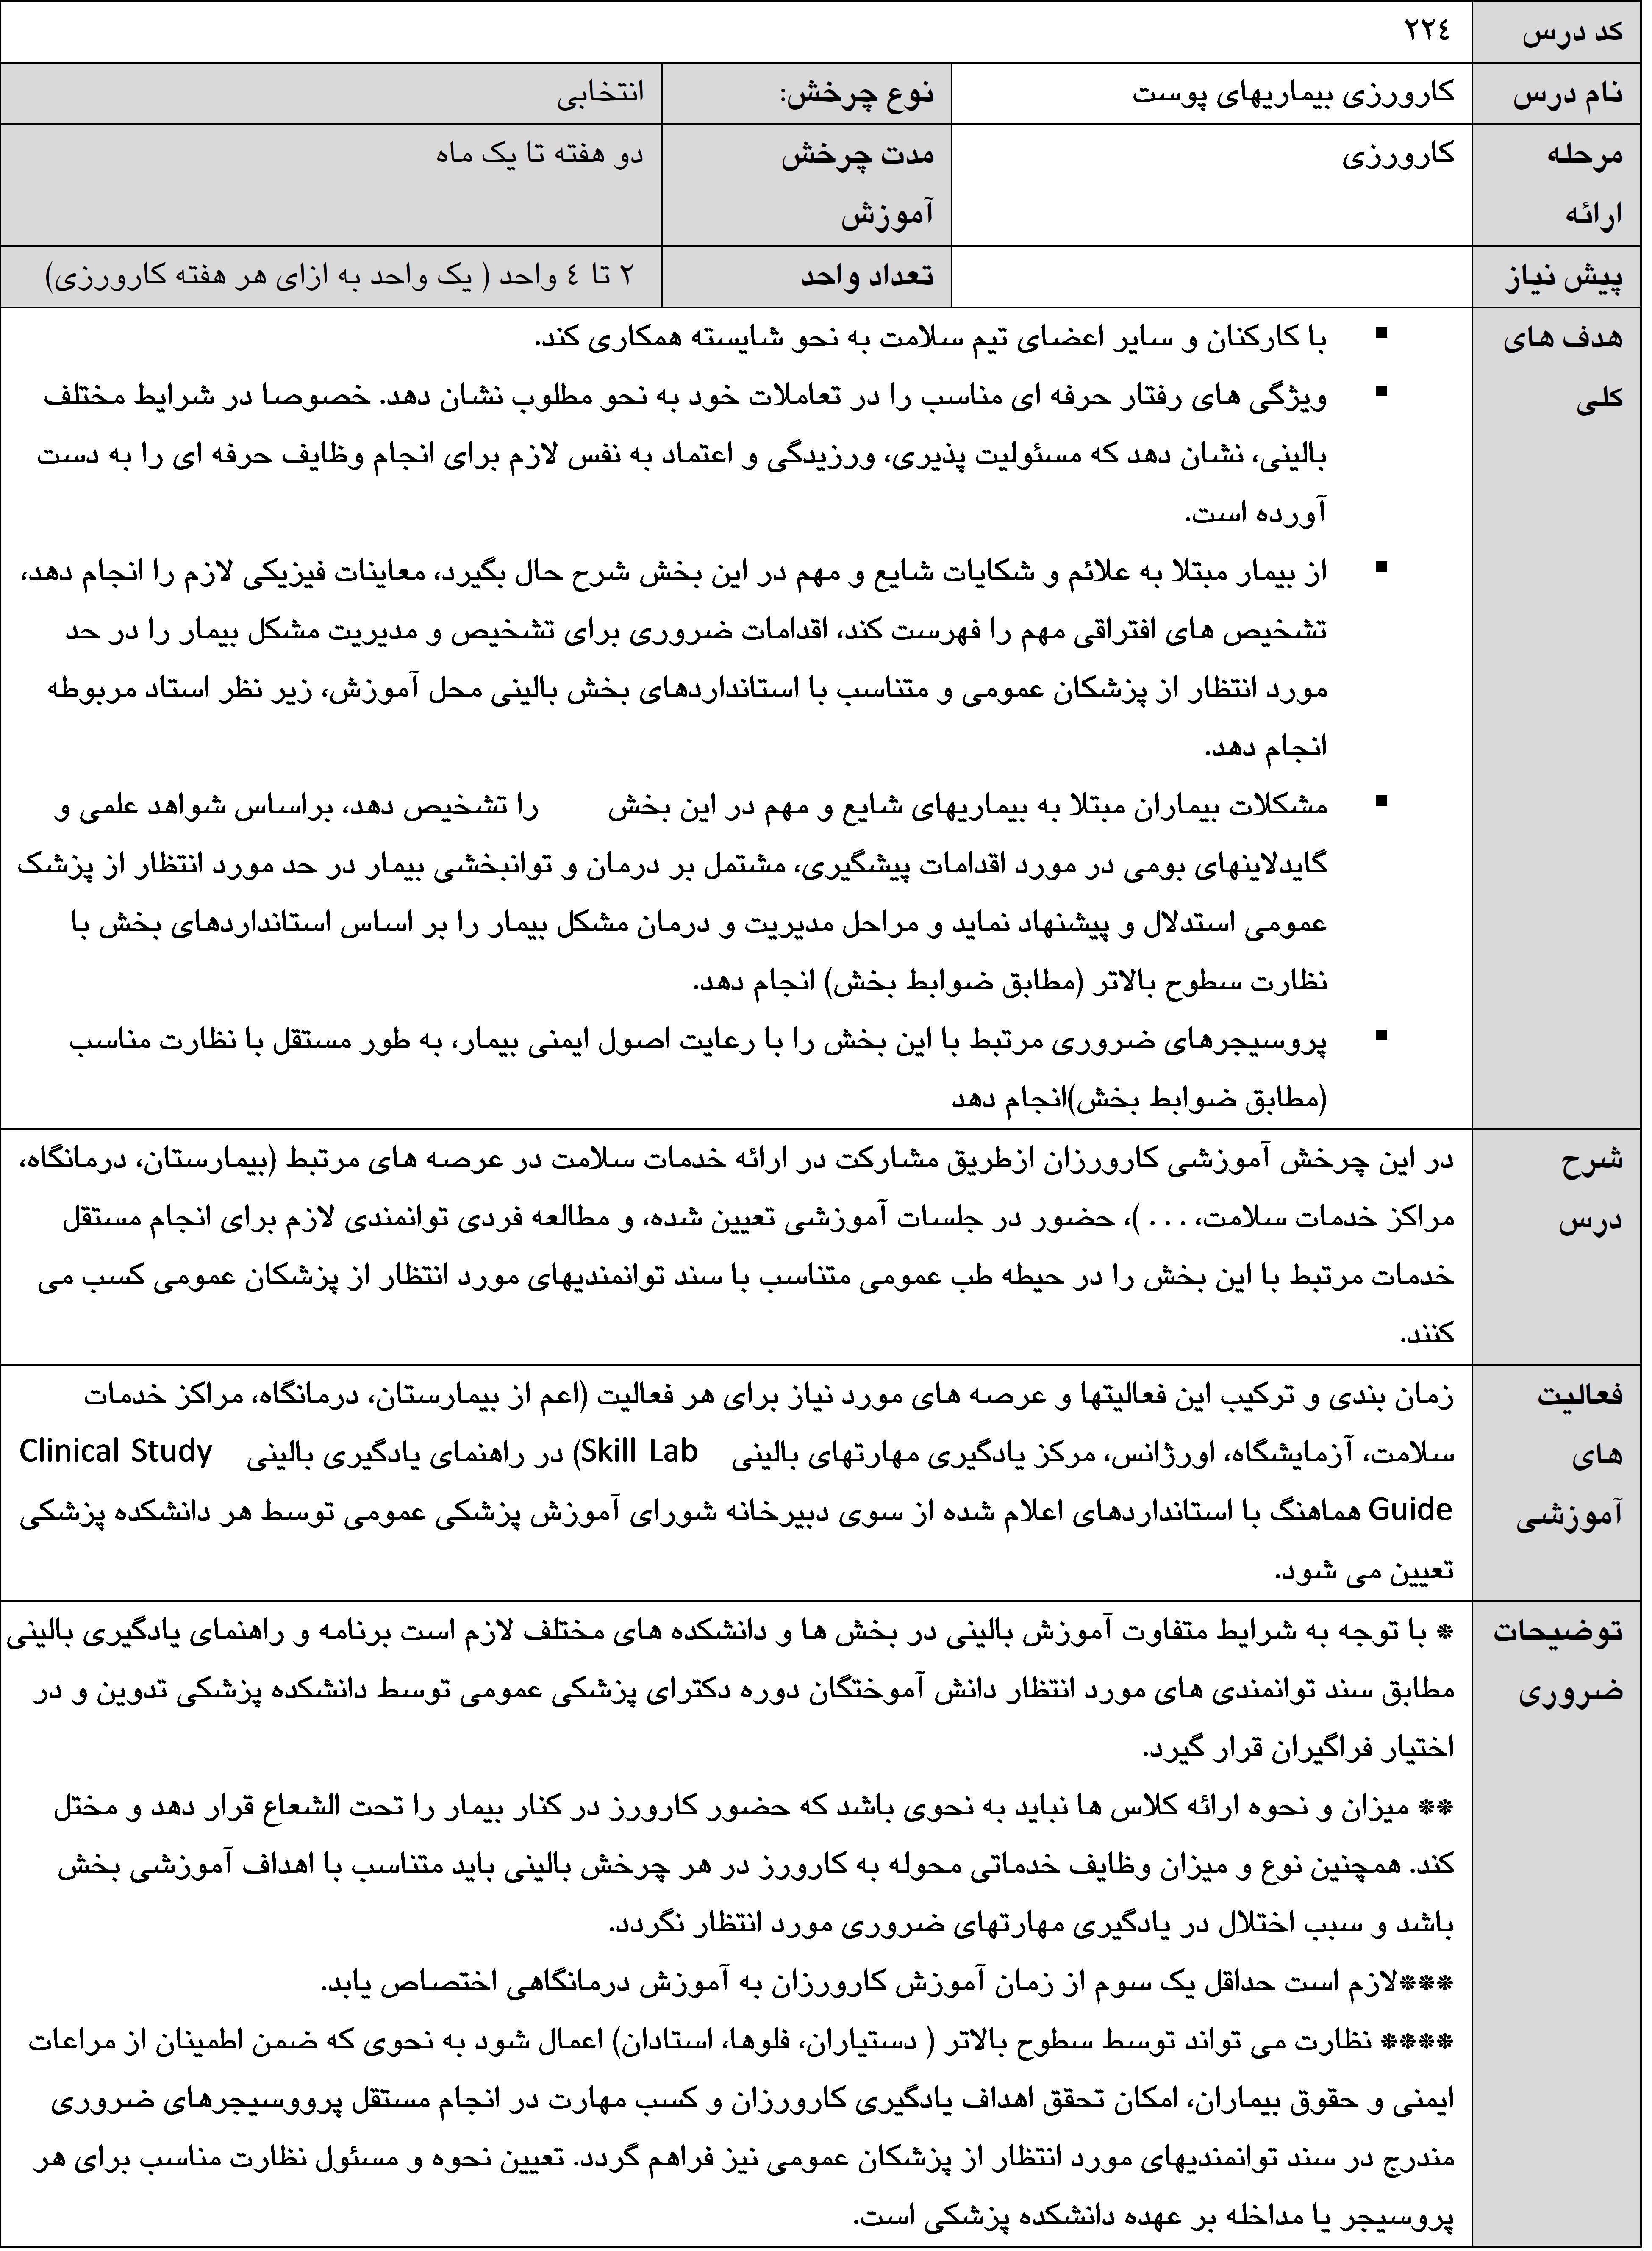 کد درس ٢٢٤
نام درس کارورزی بیماریهای پوست نوع چرخش: انتخابی
مرحله کارورزی مدت چرخش دو هفته تا یک ماه
ارائه آموزش
پیش نیاز تعداد واحد ٢ تا ٤ واحد ( یک واحد به ازای هر هفته کارورزی)
هدف های ▪ با کارکنان و سایر اعضای تیم سلامت به نحو شایسته همکاری کند.
کلی ▪ ویژگی های رفتار حرفه ای مناسب را در تعاملات خود به نحو مطلوب نشان دهد. خصوصا در شرایط مختلف
بالینی، نشان دهد که مسئولیت پذیری، ورزیدگی و اعتماد به نفس لازم برای انجام وظایف حرفه ای را به دست
آورده است.
▪ از بیمار مبتلا به علائم و شکایات شایع و مهم در این بخش شرح حال بگیرد، معاینات فیزیکی لازم را انجام دهد،
تشخیص های افتراقی مهم را فهرست کند، اقدامات ضروری برای تشخیص و مدیریت مشکل بیمار را در حد
مورد انتظار از پزشکان عمومی و متناسب با استانداردهای بخش بالینی محل آموزش، زیر نظر استاد مربوطه
انجام دهد.
▪ مشکلات بیماران مبتلا به بیماریهای شایع و مهم در این بخش را تشخیص دهد، براساس شواهد علمی و
گایدلاینهای بومی در مورد اقدامات پیشگیری، مشتمل بر درمان و توانبخشی بیمار در حد مورد انتظار از پزشک
عمومی استدلال و پیشنهاد نماید و مراحل مدیریت و درمان مشکل بیمار را بر اساس استانداردهای بخش با
نظارت سطوح بالاتر (مطابق ضوابط بخش) انجام دهد.
▪ پروسیجرهای ضروری مرتبط با این بخش را با رعایت اصول ایمنی بیمار، به طور مستقل با نظارت مناسب
(مطابق ضوابط بخش)انجام دهد
شرح در این چرخش آموزشی کارورزان ازطریق مشارکت در ارائه خدمات سلامت در عرصه های مرتبط (بیمارستان، درمانگاه،
درس مراکز خدمات سلامت، . . . )، حضور در جلسات آموزشی تعیین شده، و مطالعه فردی توانمندی لازم برای انجام مستقل
خدمات مرتبط با این بخش را در حیطه طب عمومی متناسب با سند توانمندیهای مورد انتظار از پزشکان عمومی کسب می
کنند.
فعالیت زمان بندی و ترکیب این فعالیتها و عرصه های مورد نیاز برای هر فعالیت (اعم از بیمارستان، درمانگاه، مراکز خدمات
های سلامت، آزمایشگاه، اورژانس، مرکز یادگیری مهارتهای بالینی Skill Lab) در راهنمای یادگیری بالینی Clinical Study
آموزشی Guide هماهنگ با استانداردهای اعلام شده از سوی دبیرخانه شورای آموزش پزشکی عمومی توسط هر دانشکده پزشکی
تعیین می شود.
توضیحات * با توجه به شرایط متفاوت آموزش بالینی در بخش ها و دانشکده های مختلف لازم است برنامه و راهنمای یادگیری بالینی
ضروری مطابق سند توانمندی های مورد انتظار دانش آموختگان دوره دکترای پزشکی عمومی توسط دانشکده پزشکی تدوین و در
اختیار فراگیران قرار گیرد.
** میزان و نحوه ارائه کلاس ها نباید به نحوی باشد که حضور کارورز در کنار بیمار را تحت الشعاع قرار دهد و مختل
کند. همچنین نوع و میزان وظایف خدماتی محوله به کارورز در هر چرخش بالینی باید متناسب با اهداف آموزشی بخش
باشد و سبب اختلال در یادگیری مهارتهای ضروری مورد انتظار نگردد.
***لازم است حداقل یک سوم از زمان آموزش کارورزان به آموزش درمانگاهی اختصاص یابد.
**** نظارت می تواند توسط سطوح بالاتر ( دستیاران، فلوها، استادان) اعمال شود به نحوی که ضمن اطمینان از مراعات
ایمنی و حقوق بیماران، امکان تحقق اهداف یادگیری کارورزان و کسب مهارت در انجام مستقل پرووسیجرهای ضروری
مندرج در سند توانمندیهای مورد انتظار از پزشکان عمومی نیز فراهم گردد. تعیین نحوه و مسئول نظارت مناسب برای هر
پروسیجر یا مداخله بر عهده دانشکده پزشکی است.